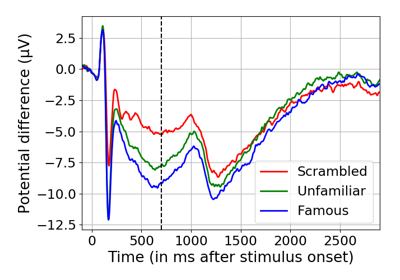 Potential difference (µV)
2.5
0.0
−2.5
−5.0
−7.5
−10.0
−12.5
Scrambled
Unfamiliar
Famous
0 500 1000 1500 2000 2500
Time (in ms after stimulus onset)